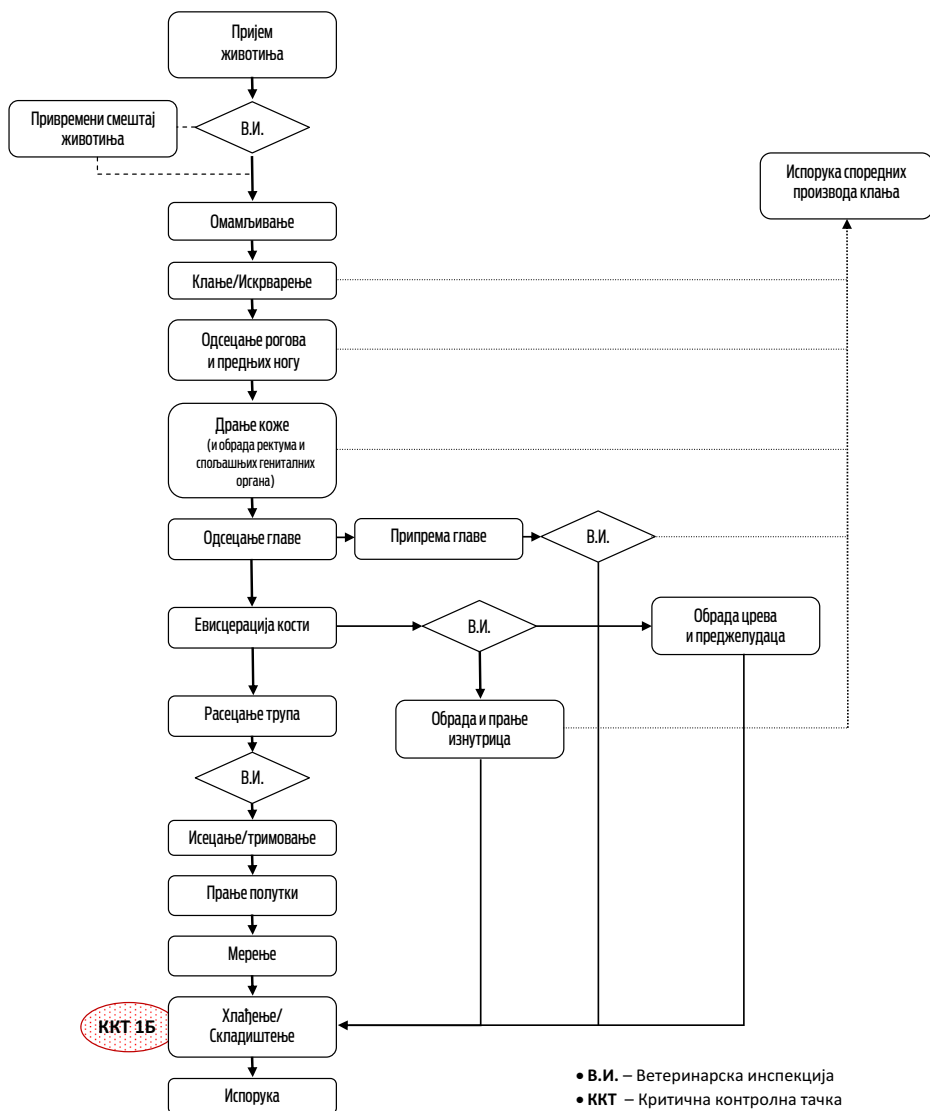 Пријем
животиња
Привремени смештај
животиња
В.И.
Испорука споредних
производа клања
Омамљивање
Клање/Искрварење
Одсецање рогова
и предњих ногу
Драње коже
(и обрада ректума и
спољашњих гениталних
органа)
Одсецање главе
Припрема главе
В.И.
Евисцерација кости
В.И.
Обрада црева
и преджелудаца
Расецање трупа
Обрада и прање
изнутрица
В.И.
Исецање/тримовање
Прање полутки
Мерење
ККТ 1Б
Хлађење/
Складиштење
Испорука
• В.И. – Ветеринарска инспекција
• ККТ – Критична контролна тачка